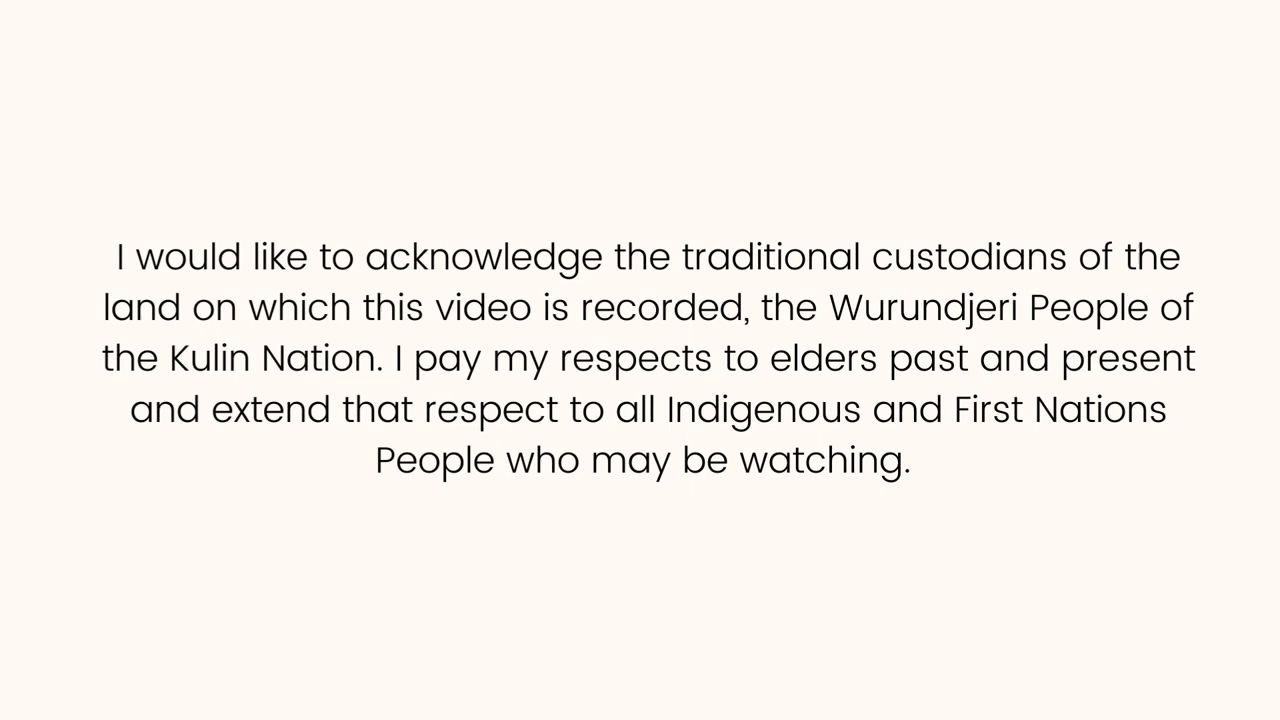 I would like to acknowledge the traditional custodians of the
land on which this video is recorded, the Wurundjeri People of
the Kulin Nation. I pay my respects to elders past and present
and extend that respect to all Indigenous and First Nations
People who may be watching.